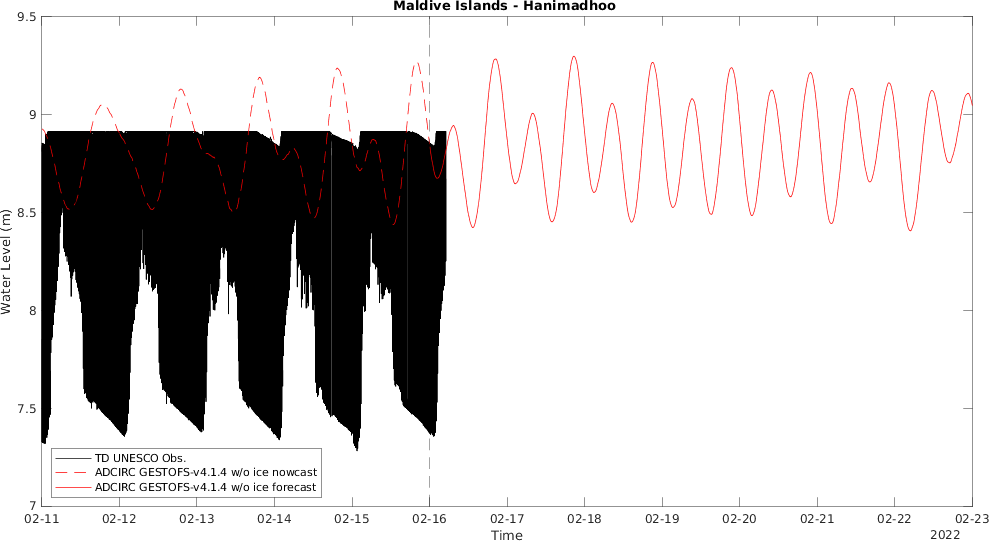 Maldive Islands - Hanimadhoo
9.5
9
8.5
8
7.5
7
Water Level (m)
TD UNESCO Obs.
ADCIRC GESTOFS-v4.1.4 w/o ice nowcast
ADCIRC GESTOFS-v4.1.4 w/o ice forecast
02-11 02-12 02-13 02-14 02-15 02-16 02-17 02-18 02-19 02-20 02-21 02-22 02-23
Time
2022